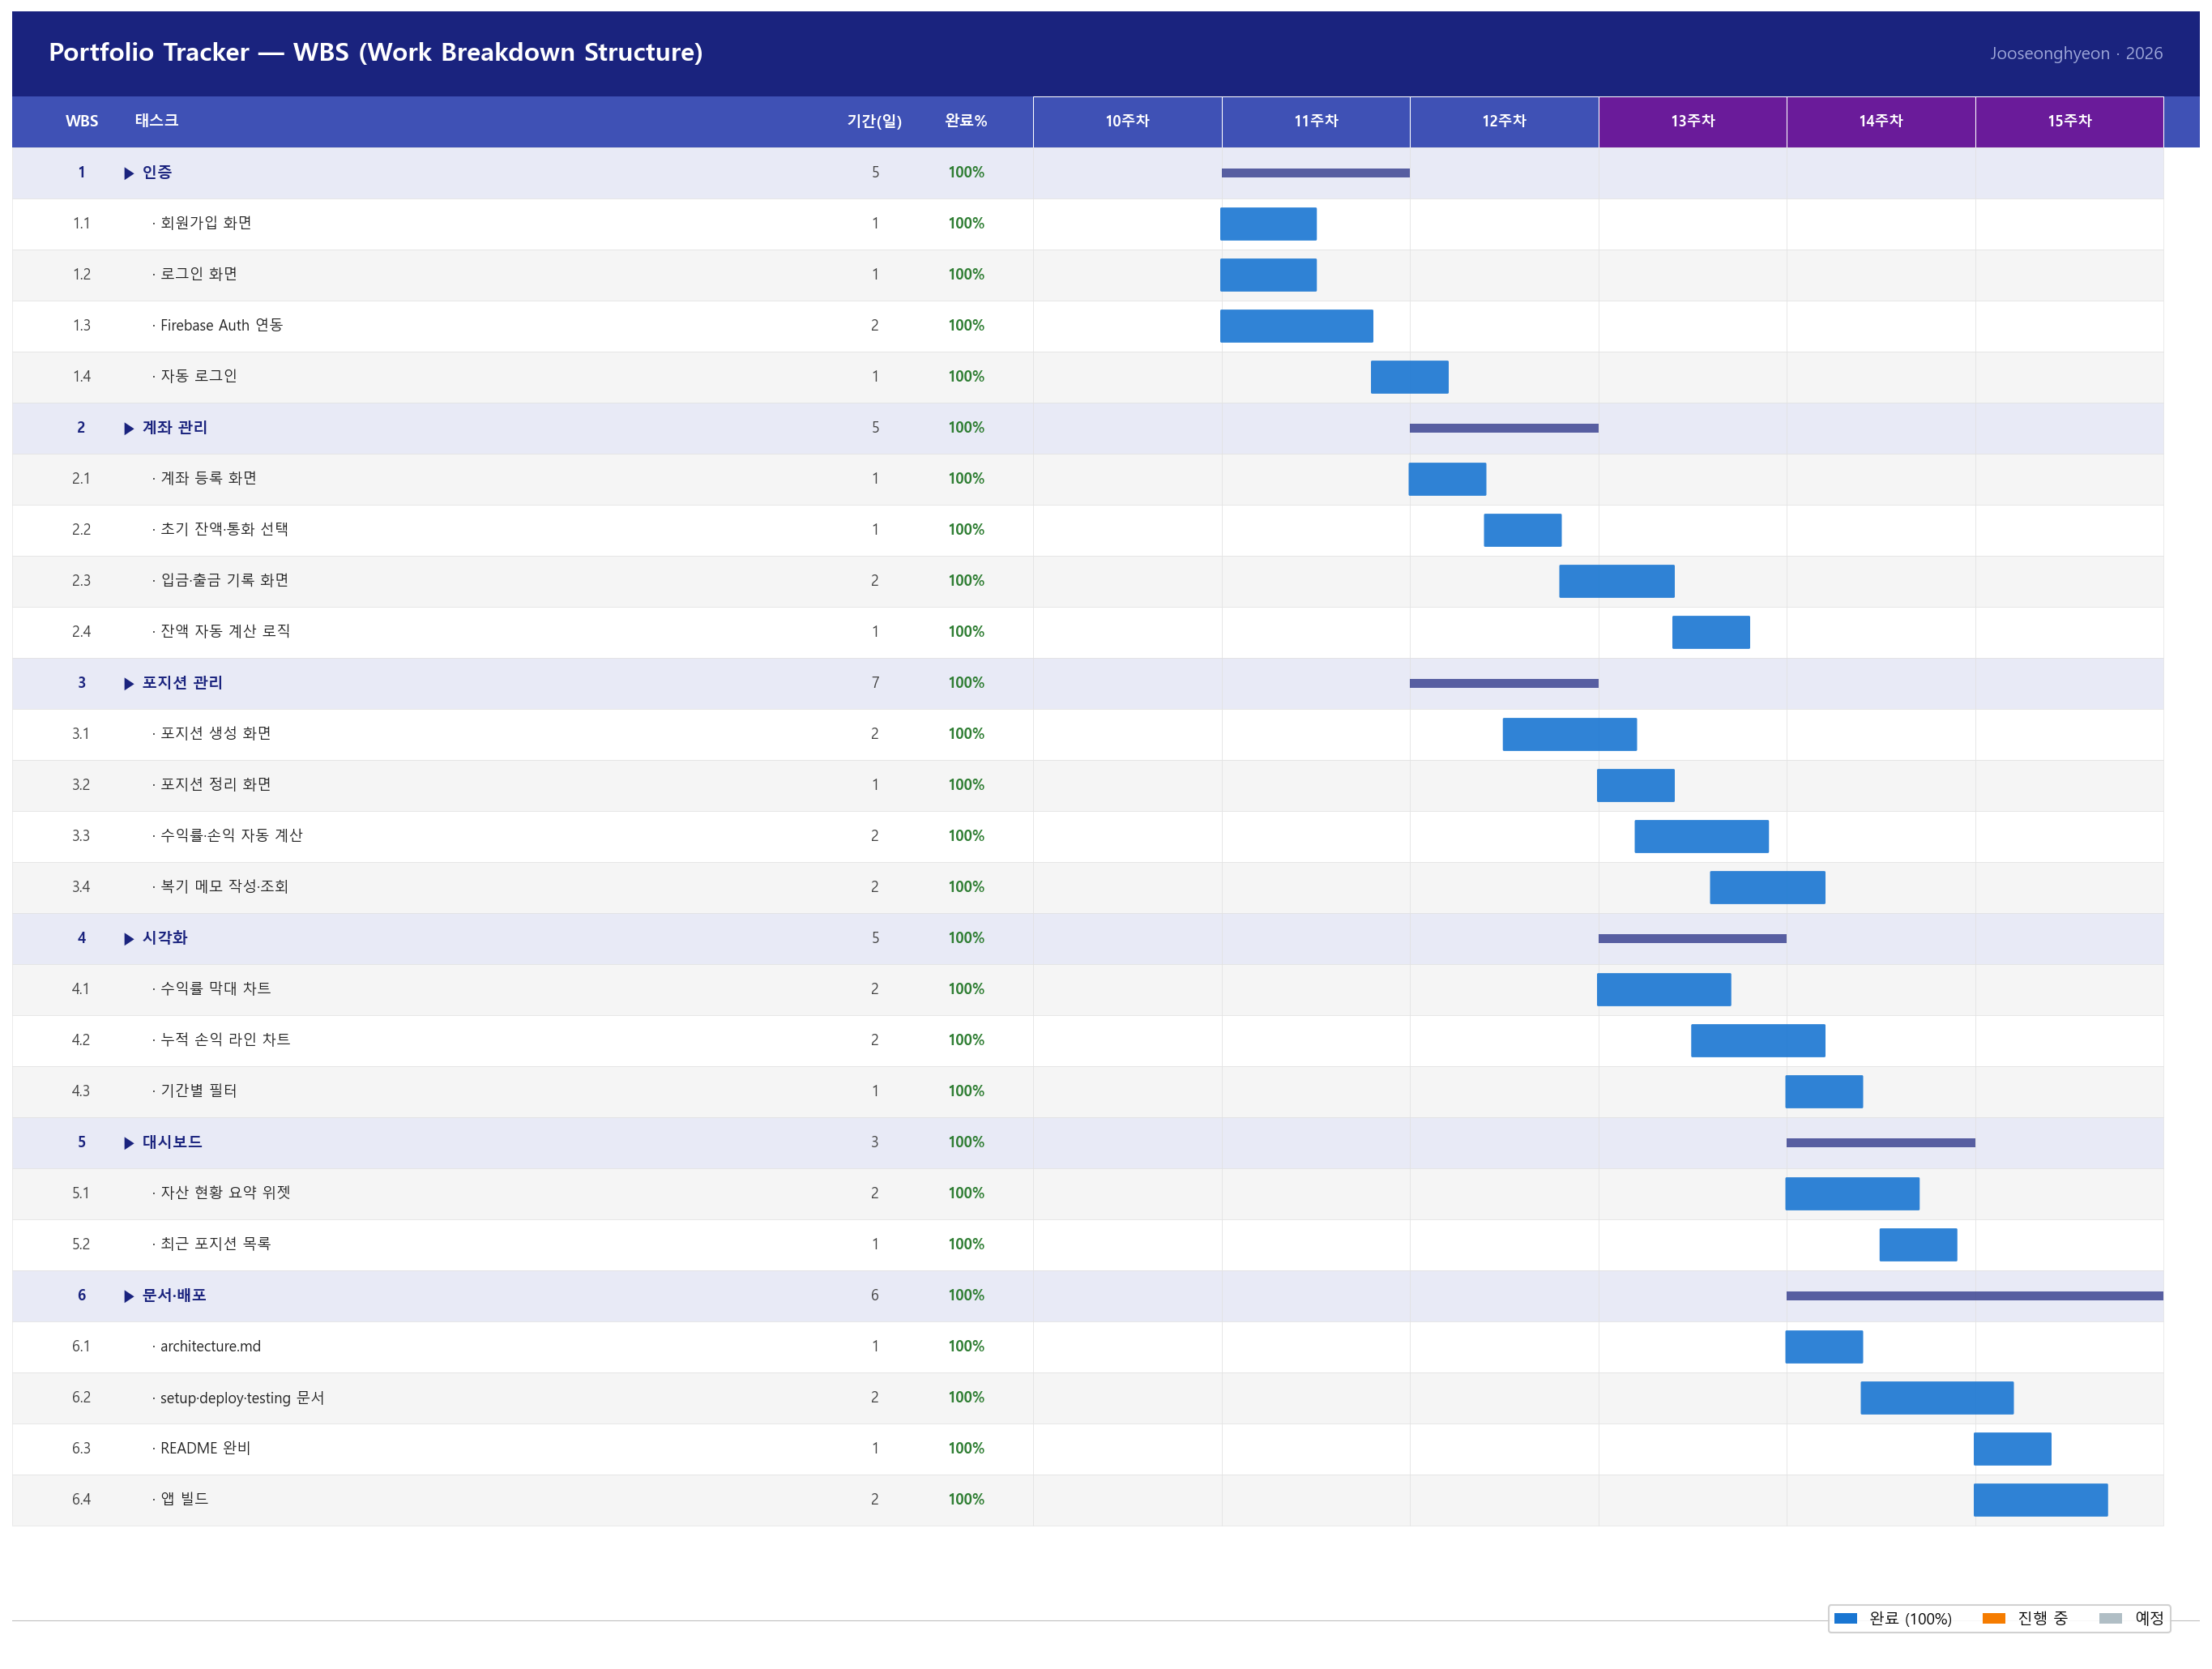 Portfolio Tracker — WBS (Work Breakdown Structure)
Jooseonghyeon · 2026
WBS 태스크 기간(일) 완료% 10주차 11주차 12주차 13주차 14주차 15주차
1 ▶ 인증 5 100%
1.1 · 회원가입 화면 1 100%
1.2 · 로그인 화면 1 100%
1.3 · Firebase Auth 연동 2 100%
1.4 · 자동 로그인 1 100%
2 ▶ 계좌 관리 5 100%
2.1 · 계좌 등록 화면 1 100%
2.2 · 초기 잔액·통화 선택 1 100%
2.3 · 입금·출금 기록 화면 2 100%
2.4 · 잔액 자동 계산 로직 1 100%
3 ▶ 포지션 관리 7 100%
3.1 · 포지션 생성 화면 2 100%
3.2 · 포지션 정리 화면 1 100%
3.3 · 수익률·손익 자동 계산 2 100%
3.4 · 복기 메모 작성·조회 2 100%
4 ▶ 시각화 5 100%
4.1 · 수익률 막대 차트 2 100%
4.2 · 누적 손익 라인 차트 2 100%
4.3 · 기간별 필터 1 100%
5 ▶ 대시보드 3 100%
5.1 · 자산 현황 요약 위젯 2 100%
5.2 · 최근 포지션 목록 1 100%
6 ▶ 문서·배포 6 100%
6.1 · architecture.md 1 100%
6.2 · setup·deploy·testing 문서 2 100%
6.3 · README 완비 1 100%
6.4 · 앱 빌드 2 100%
완료 (100%) 진행 중 예정